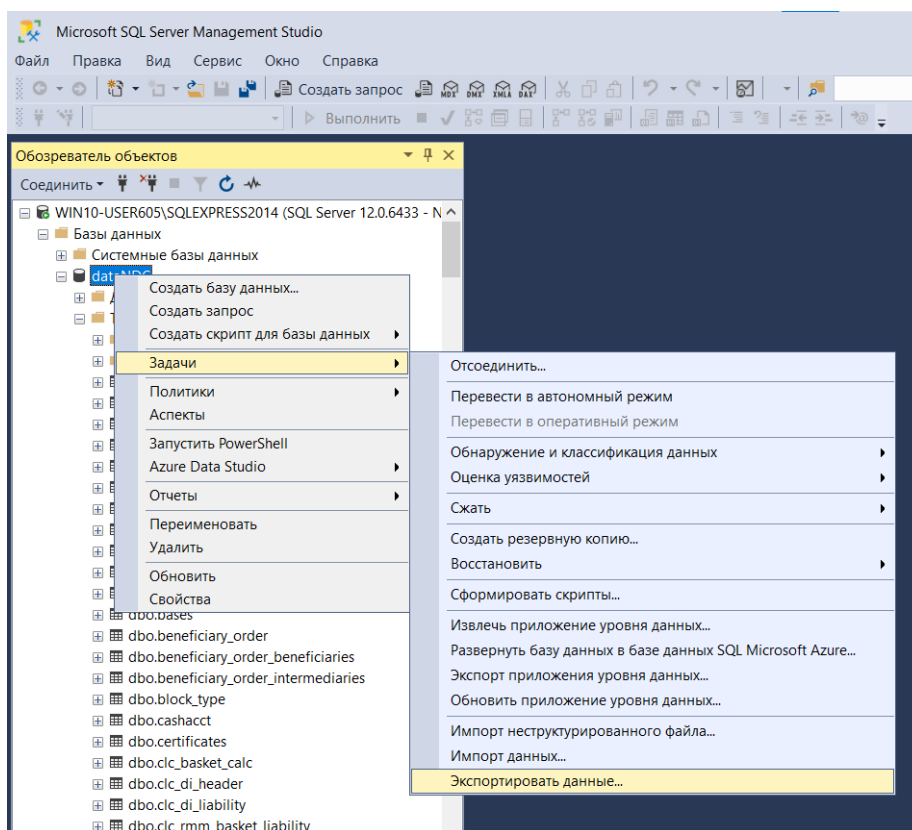 Microsoft SQL Server Management Studio
Файл Правка Вид Сервис Окно Справка
Создать запрос MDX DMX XMLA DAX
Выполнить
Обозреватель объектов
Соединить
WIN10-USER605\SQLEXPRESS2014 (SQL Server 12.0.6433 - N
Базы данных
Системные базы данных
Создать базу данных...
Создать запрос
Создать скрипт для базы данных
Задачи
Политики
Аспекты
Запустить PowerShell
Azure Data Studio
Отчеты
Переименовать
Удалить
Обновить
Свойства
Отсоединить...
Перевести в автономный режим
Перевести в оперативный режим
Обнаружение и классификация данных
Оценка уязвимостей
Сжать
Создать резервную копию...
Восстановить
Сформировать скрипты...
Извлечь приложение уровня данных...
Развернуть базу данных в базе данных SQL Microsoft Azure...
Экспорт приложения уровня данных...
Обновить приложение уровня данных...
Импорт неструктурированного файла...
Импорт данных...
Экспортировать данные...
dbo.bases
dbo.beneficiary_order
dbo.beneficiary_order_beneficiaries
dbo.beneficiary_order_intermediaries
dbo.block_type
dbo.cashacct
dbo.certificates
dbo.clc_basket_calc
dbo.clc_di_header
dbo.clc_di_liability
dbo.clc_rmm_basket_liability